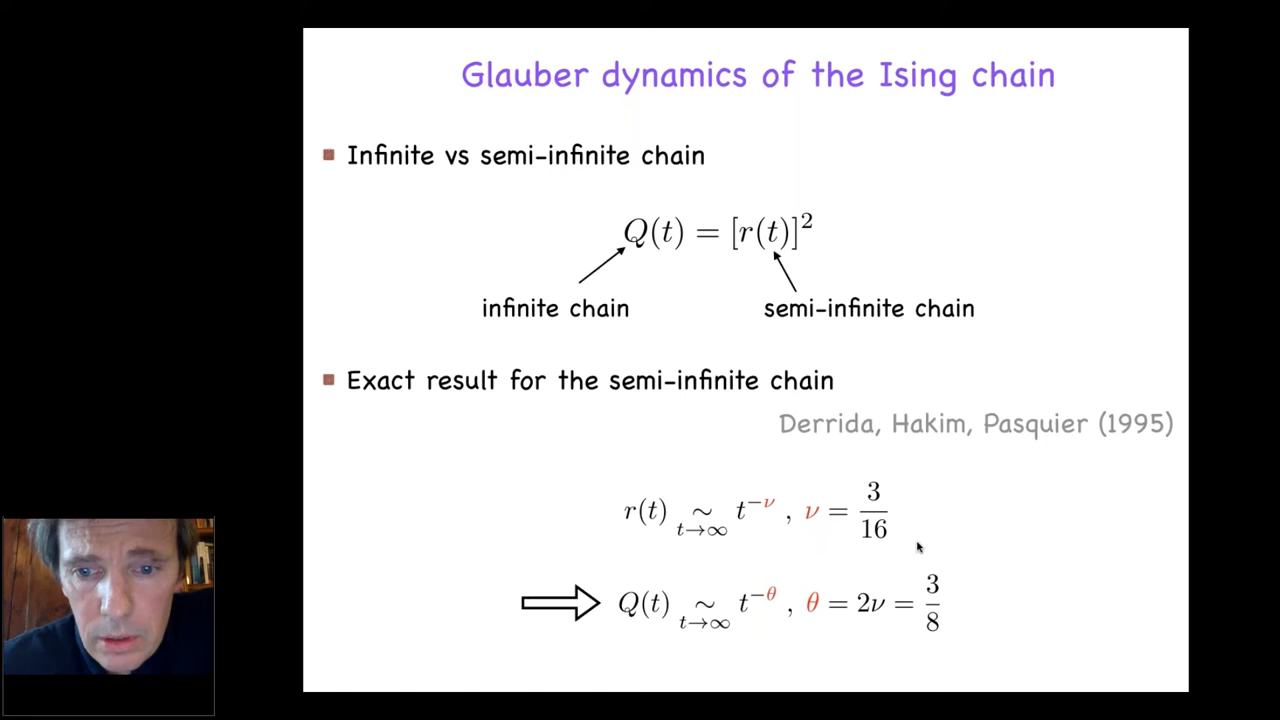 Glauber dynamics of the Ising chain
Infinite vs semi-infinite chain
Q(t) = [r(t)]²
infinite chain
semi-infinite chain
Exact result for the semi-infinite chain
Derrida, Hakim, Pasquier (1995)
r(t) ∼ t→∞ t^{-ν} , ν = 3/16
Q(t) ∼ t→∞ t^{-θ} , θ = 2ν = 3/8